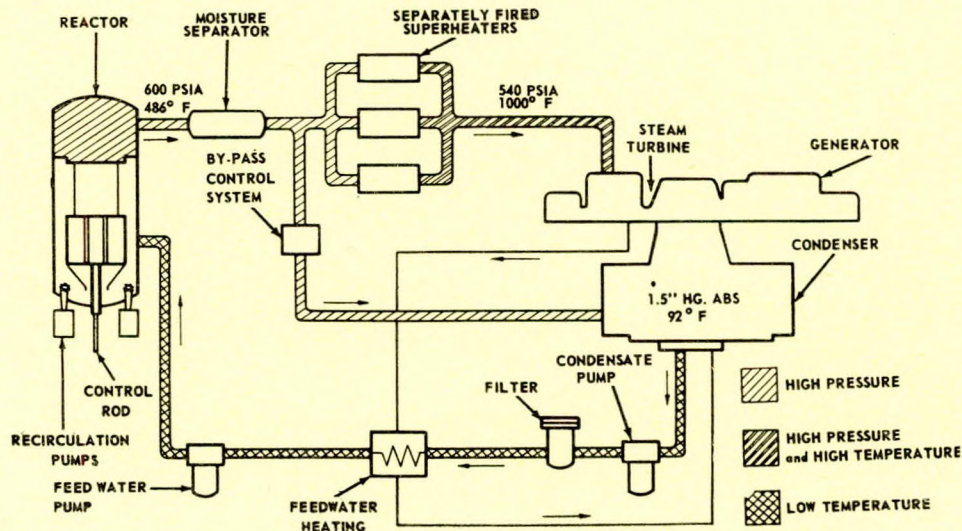 REACTOR
MOISTURE
SEPARATOR
SEPARATELY FIRED
SUPERHEATERS
600 PSIA
486° F
540 PSIA
1000° F
STEAM
TURBINE
GENERATOR
BY-PASS
CONTROL
SYSTEM
CONDENSER
1.5" HG. ABS
92° F
CONTROL
ROD
RECIRCULATION
PUMPS
FEED WATER
PUMP
FEEDWATER
HEATING
FILTER
CONDENSATE
PUMP
HIGH PRESSURE
HIGH PRESSURE
and HIGH TEMPERATURE
LOW TEMPERATURE